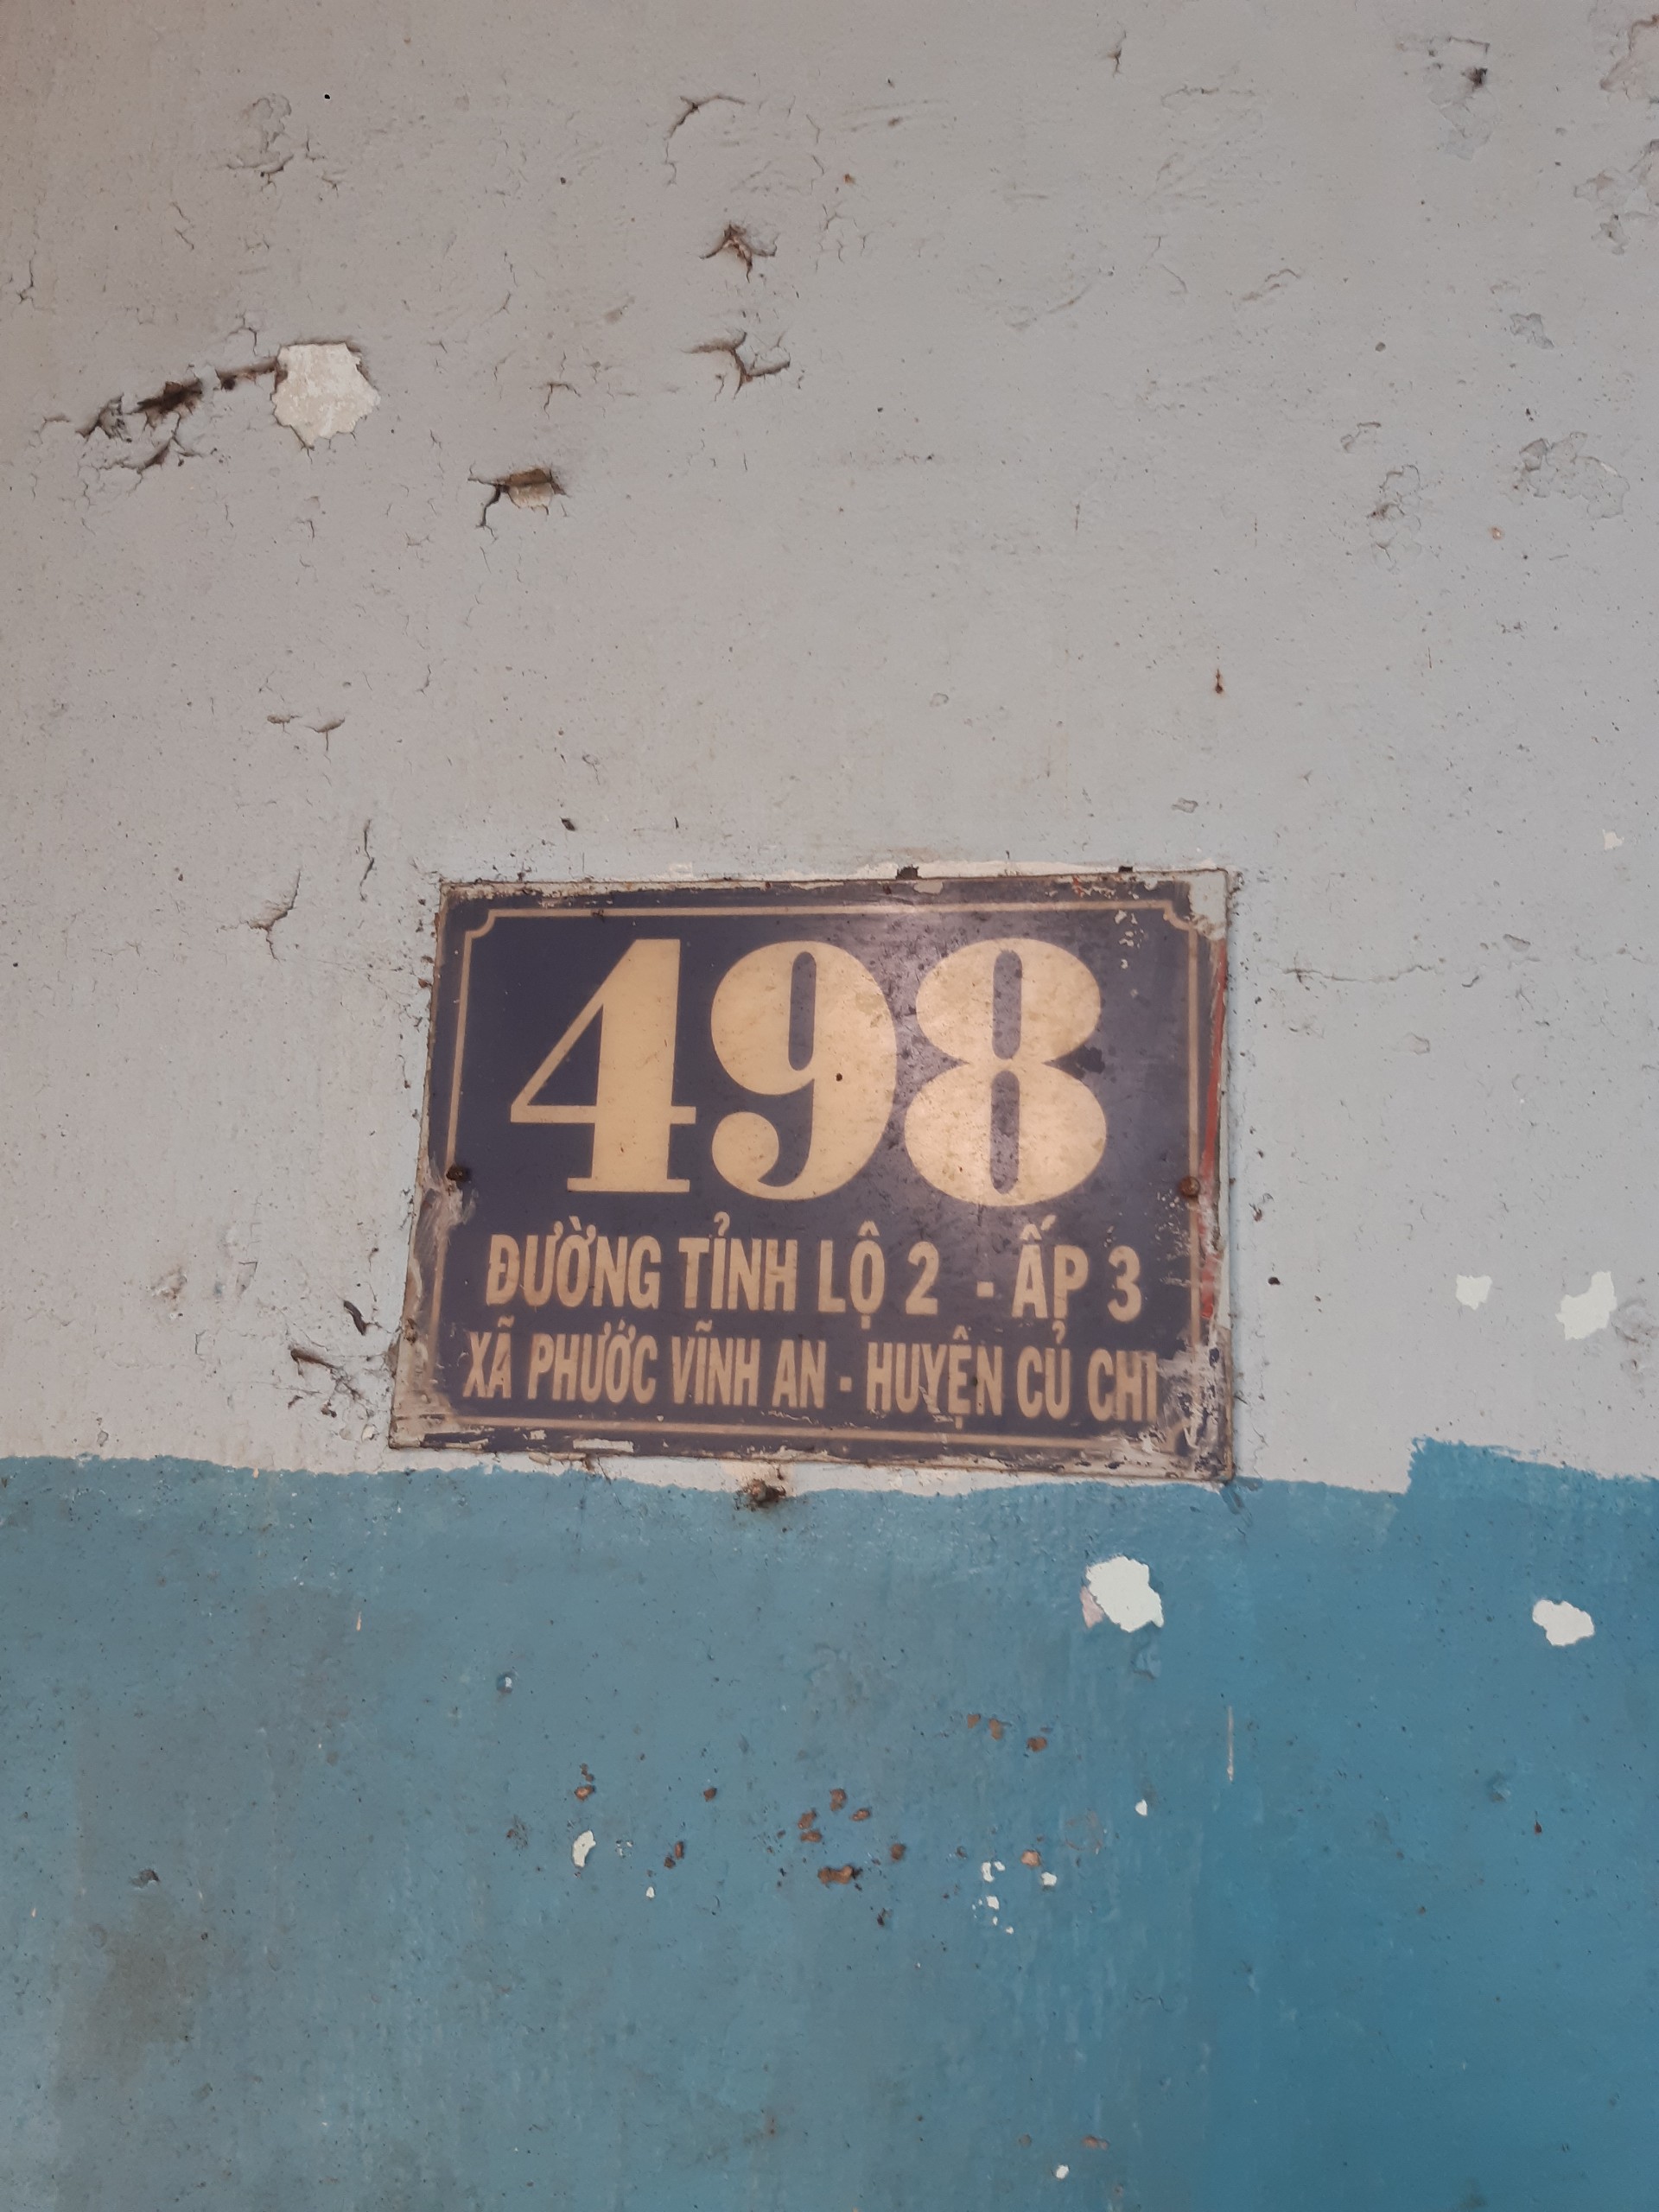 498
ĐƯỜNG TỈNH LỘ 2 - ẤP 3
XÃ PHƯỚC VĨNH AN - HUYỆN CỦ CHI